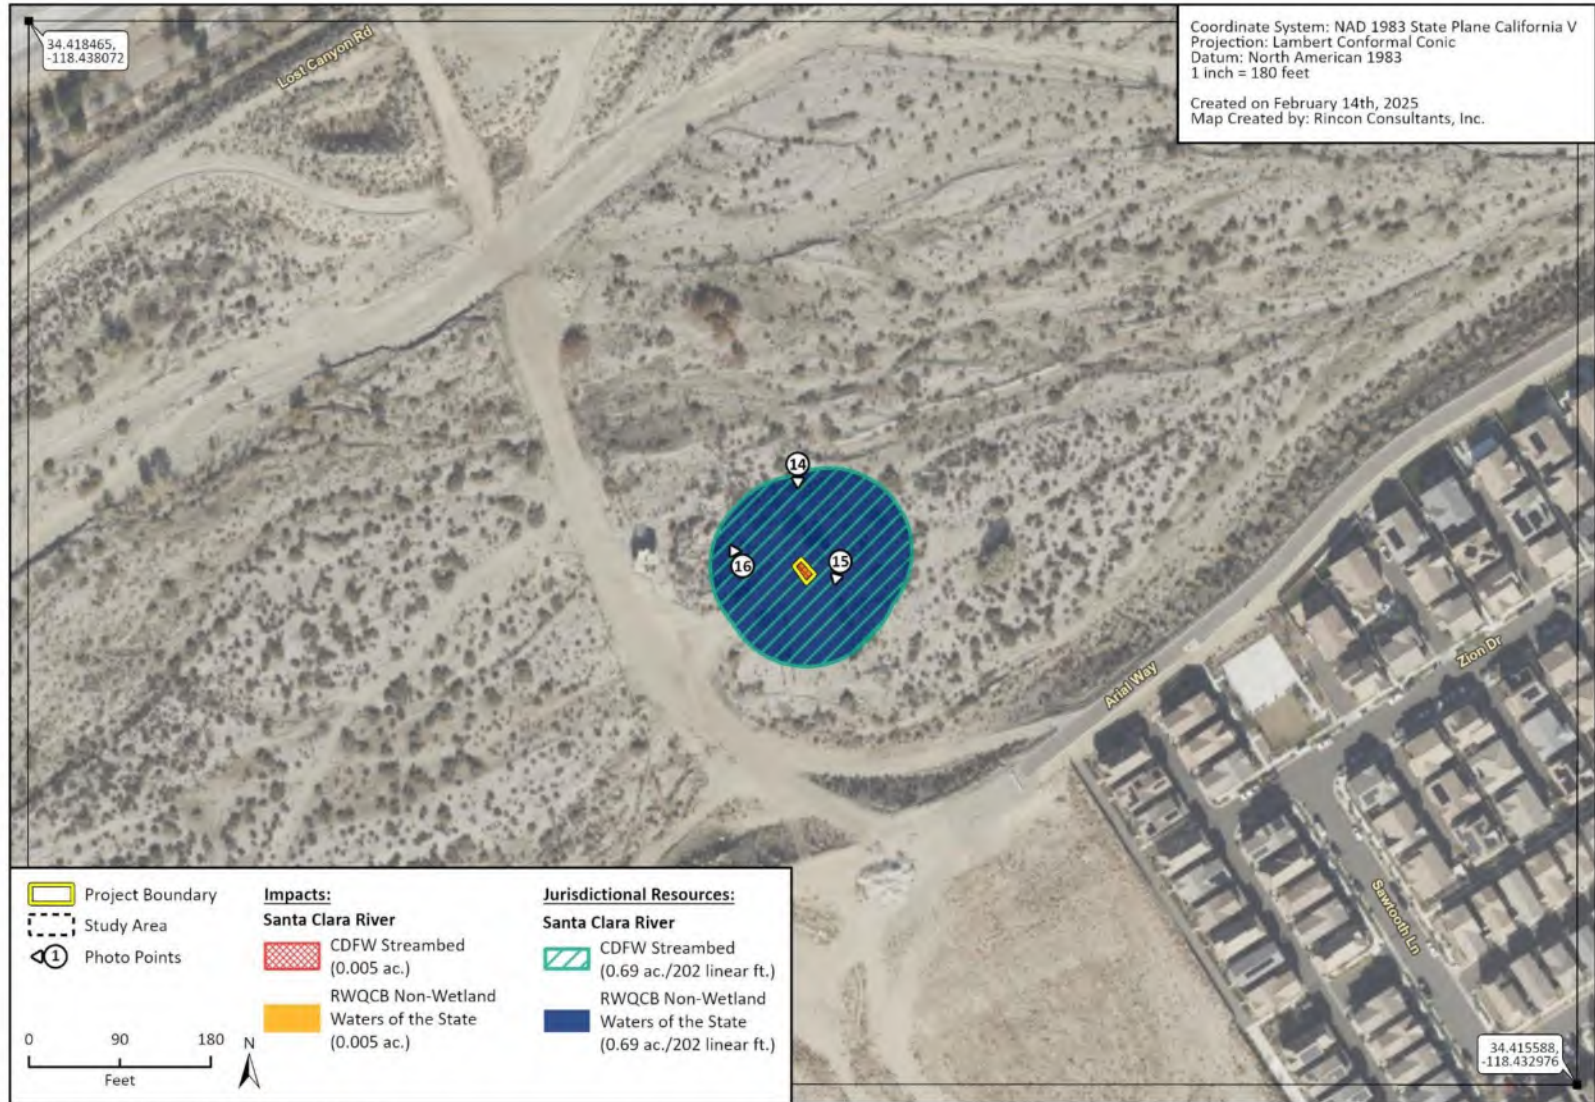 34.418465,
-118.438072
Lost Canyon Rd
Coordinate System: NAD 1983 State Plane California V
Projection: Lambert Conformal Conic
Datum: North American 1983
1 inch = 180 feet
Created on February 14th, 2025
Map Created by: Rincon Consultants, Inc.
14
15
16
Arial Way
Zion Dr
Sawtooth Ln
34.415588,
-118.432976
Project Boundary
Study Area
1
Photo Points
0 90 180
Feet
N
Impacts:
Santa Clara River
CDFW Streambed
(0.005 ac.)
RWQCB Non-Wetland
Waters of the State
(0.005 ac.)
Jurisdictional Resources:
Santa Clara River
CDFW Streambed
(0.69 ac./202 linear ft.)
RWQCB Non-Wetland
Waters of the State
(0.69 ac./202 linear ft.)